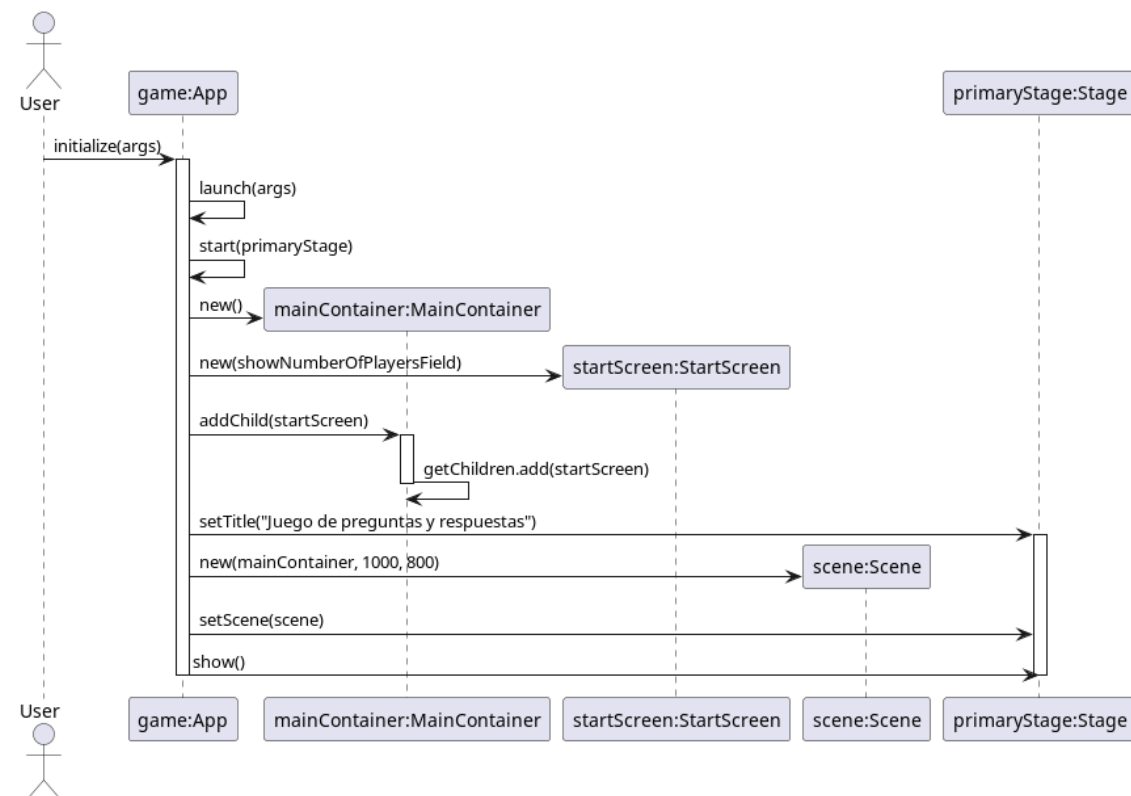 User
game:App
primaryStage:Stage
initialize(args)
launch(args)
start(primaryStage)
new()
mainContainer:MainContainer
new(showNumberOfPlayersField)
startScreen:StartScreen
addChild(startScreen)
getChildren.add(startScreen)
setTitle("Juego de preguntas y respuestas")
new(mainContainer, 1000, 800)
scene:Scene
setScene(scene)
show()
User
game:App
mainContainer:MainContainer
startScreen:StartScreen
scene:Scene
primaryStage:Stage